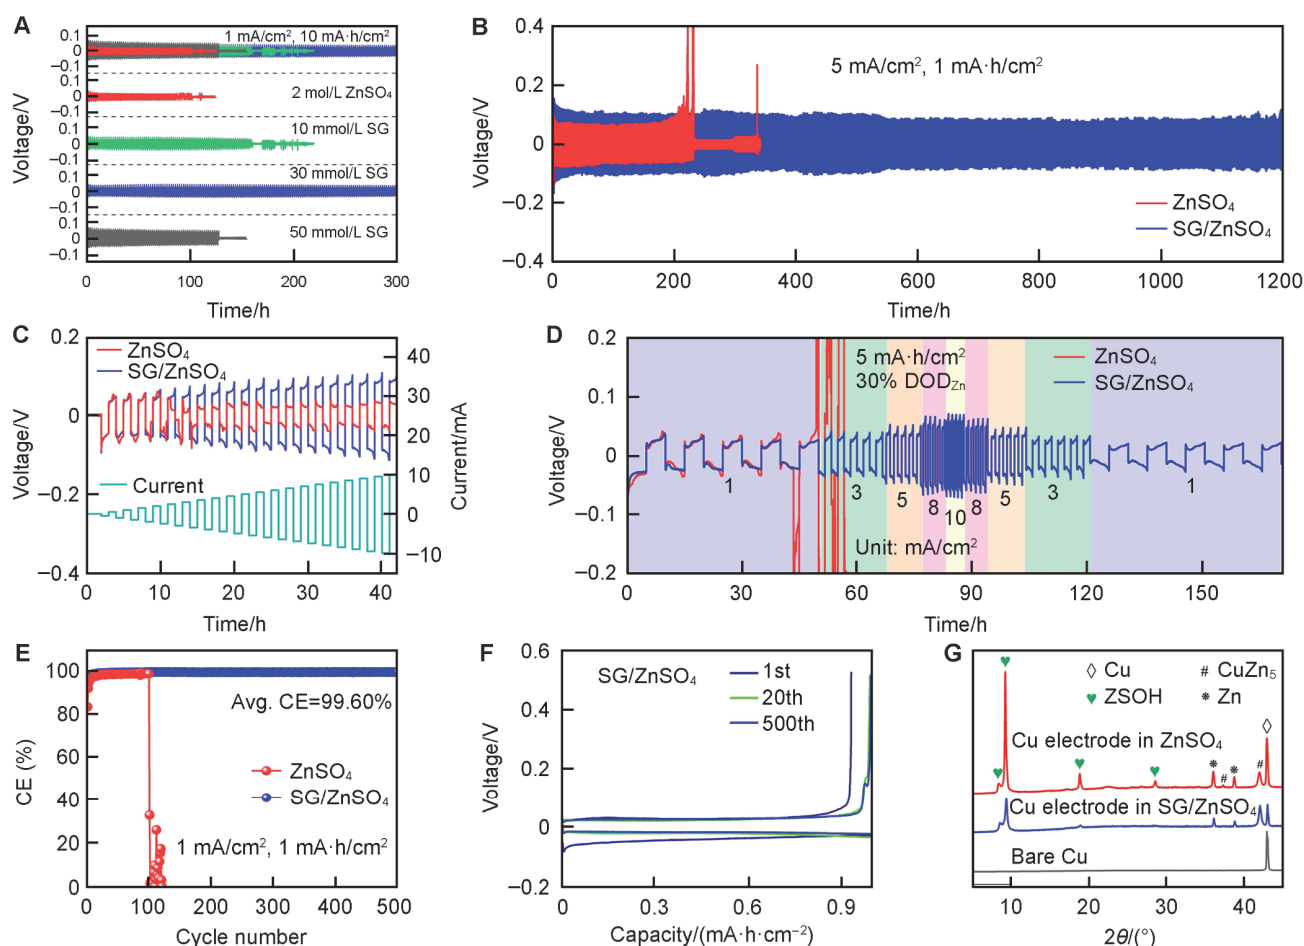 A
0.1
0
−0.1
1 mA/cm², 10 mA·h/cm²
0.1
0
−0.1
2 mol/L ZnSO₄
0.1
0
−0.1
10 mmol/L SG
0
−0.1
30 mmol/L SG
0.1
0
−0.1
50 mmol/L SG
Voltage/V
0 100 200 300
Time/h
B
0.4
0.2
0
−0.2
−0.4
Voltage/V
5 mA/cm², 1 mA·h/cm²
ZnSO₄
SG/ZnSO₄
0 200 400 600 800 1000 1200
Time/h
C
0.2
0
−0.2
−0.4
Voltage/V
ZnSO₄
SG/ZnSO₄
Current
40
30
20
10
0
−10
Current/mA
0 10 20 30 40
Time/h
D
0.2
0.1
0
−0.1
−0.2
Voltage/V
5 mA·h/cm²
30% DOD_Zn
ZnSO₄
SG/ZnSO₄
1 3 5 8 10 8 5 3 1
Unit: mA/cm²
0 30 60 90 120 150
Time/h
E
100
80
60
40
20
0
CE (%)
Avg. CE=99.60%
ZnSO₄
SG/ZnSO₄
1 mA/cm², 1 mA·h/cm²
0 100 200 300 400 500
Cycle number
F
0.6
0.4
0.2
0
−0.2
Voltage/V
SG/ZnSO₄
1st
20th
500th
0 0.3 0.6 0.9
Capacity/(mA·h·cm⁻²)
G
◊ Cu
# CuZn₅
♥ ZSOH
* Zn
Cu electrode in ZnSO₄
Cu electrode in SG/ZnSO₄
Bare Cu
10 20 30 40
2θ/(°)